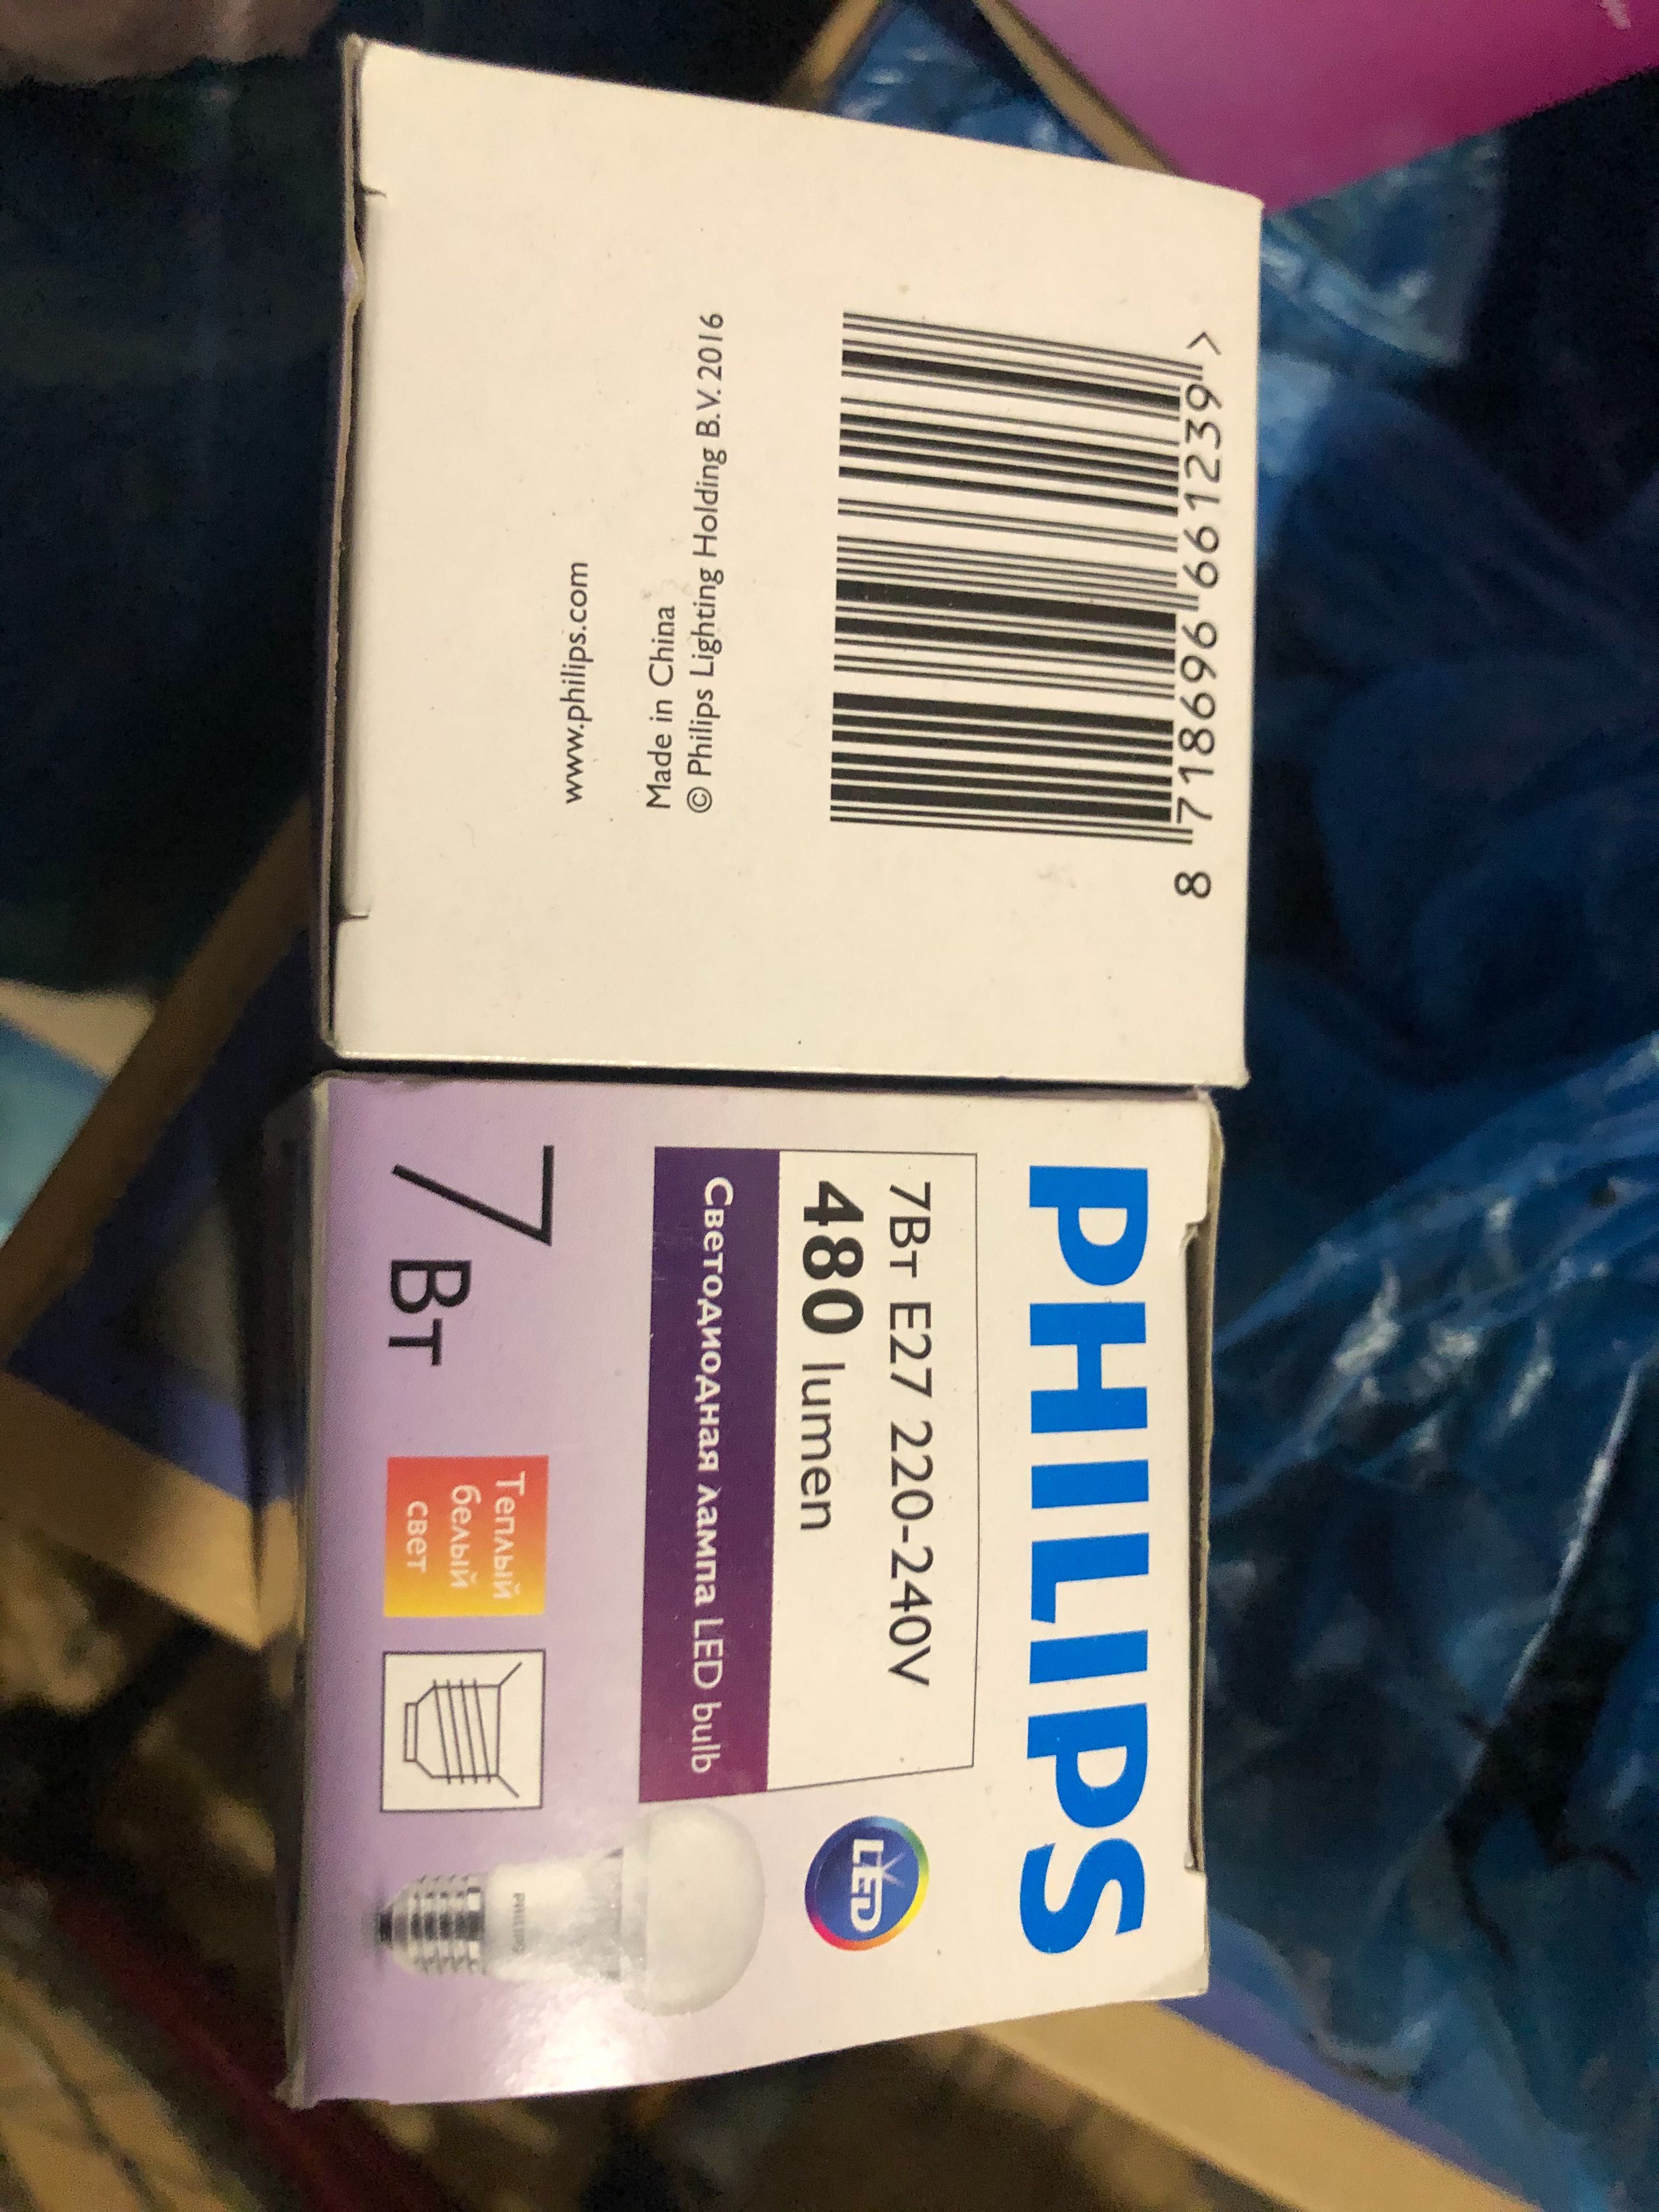 8 718696 661239 >
© Philips Lighting Holding B.V. 2016
Made in China
www.philips.com
PHILIPS
7Вт E27 220-240V
480 lumen
Светодиодная лампа LED bulb
LED
7 Вт
Теплый
белый
свет
PHILIPS